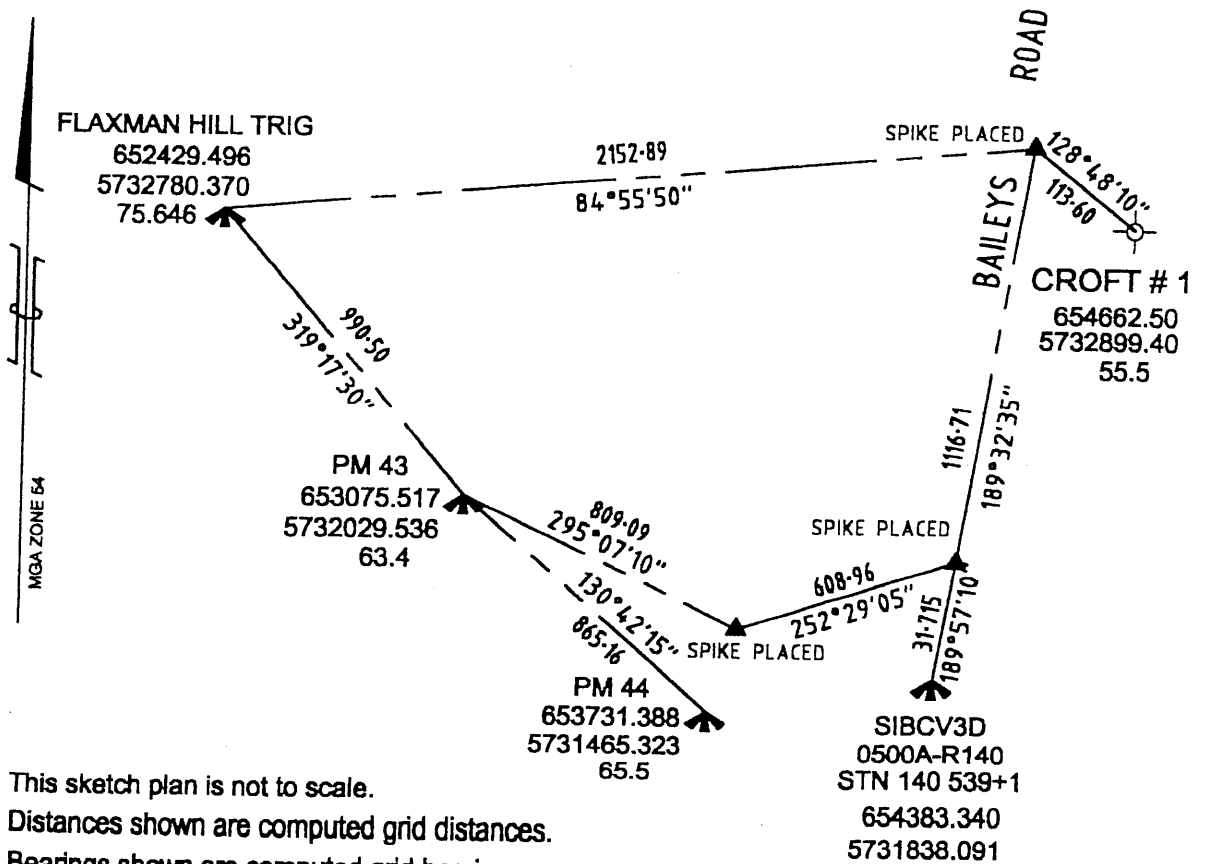 ROAD
FLAXMAN HILL TRIG
652429.496
5732780.370
75.646
2152·89
84°55'50"
SPIKE PLACED
128°48'10"
113·60
BAILEYS
CROFT # 1
654662.50
5732899.40
55.5
990·50
319°17'30"
MGA ZONE 54
PM 43
653075.517
5732029.536
63.4
809·09
295°07'10"
1116·71
189°32'35"
SPIKE PLACED
608·96
252°29'05"
130°42'15"
865·16
SPIKE PLACED
31·715
189°57'10"
PM 44
653731.388
5731465.323
65.5
SIBCV3D
0500A-R140
STN 140 539+1
654383.340
5731838.091
This sketch plan is not to scale.
Distances shown are computed grid distances.
Bearings shown are computed grid